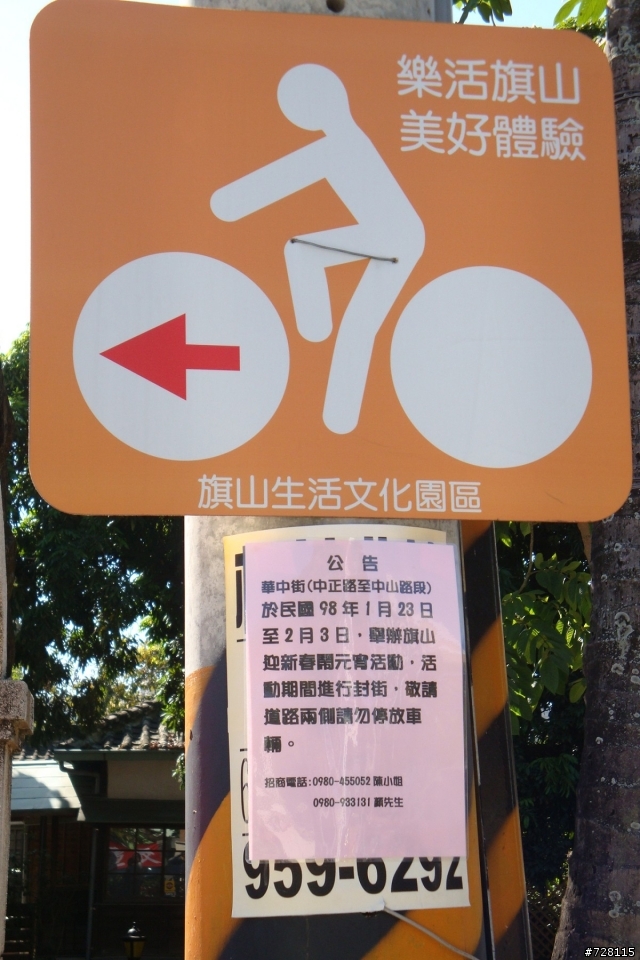 樂活旗山
美好體驗
旗山生活文化園區
公告
華中街(中正路至中山路段)
於民國98年1月23日
至2月3日，舉辦旗山
迎新春鬧元宵活動，活
動期間進行封街，敬請
道路兩側請勿停放車
輛。
招商電話:0980-455052 陳小姐
0980-933131 蕭先生
959-6292
#728115